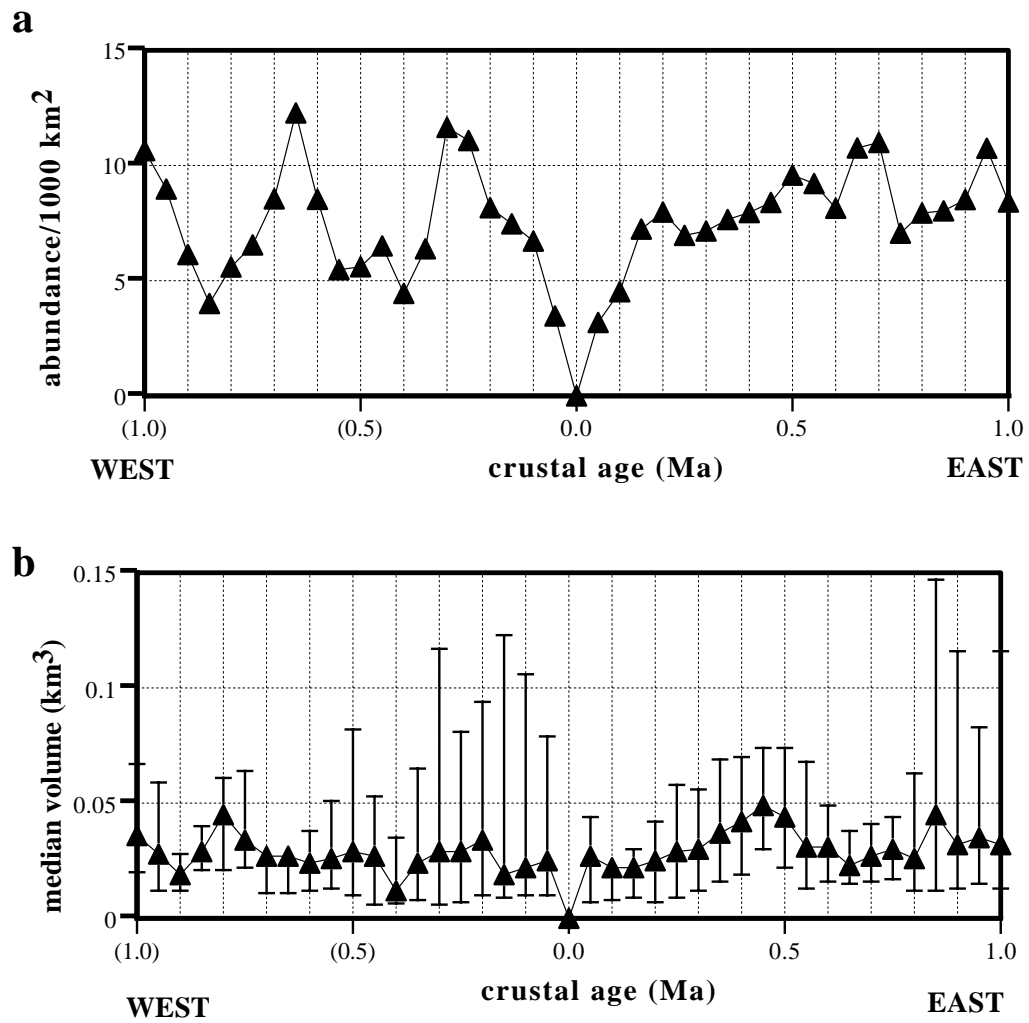 a
15
10
5
0
abundance/1000 km²
(1.0) (0.5) 0.0 0.5 1.0
WEST crustal age (Ma) EAST
b
0.15
0.1
0.05
0
median volume (km³)
(1.0) (0.5) 0.0 0.5 1.0
WEST crustal age (Ma) EAST